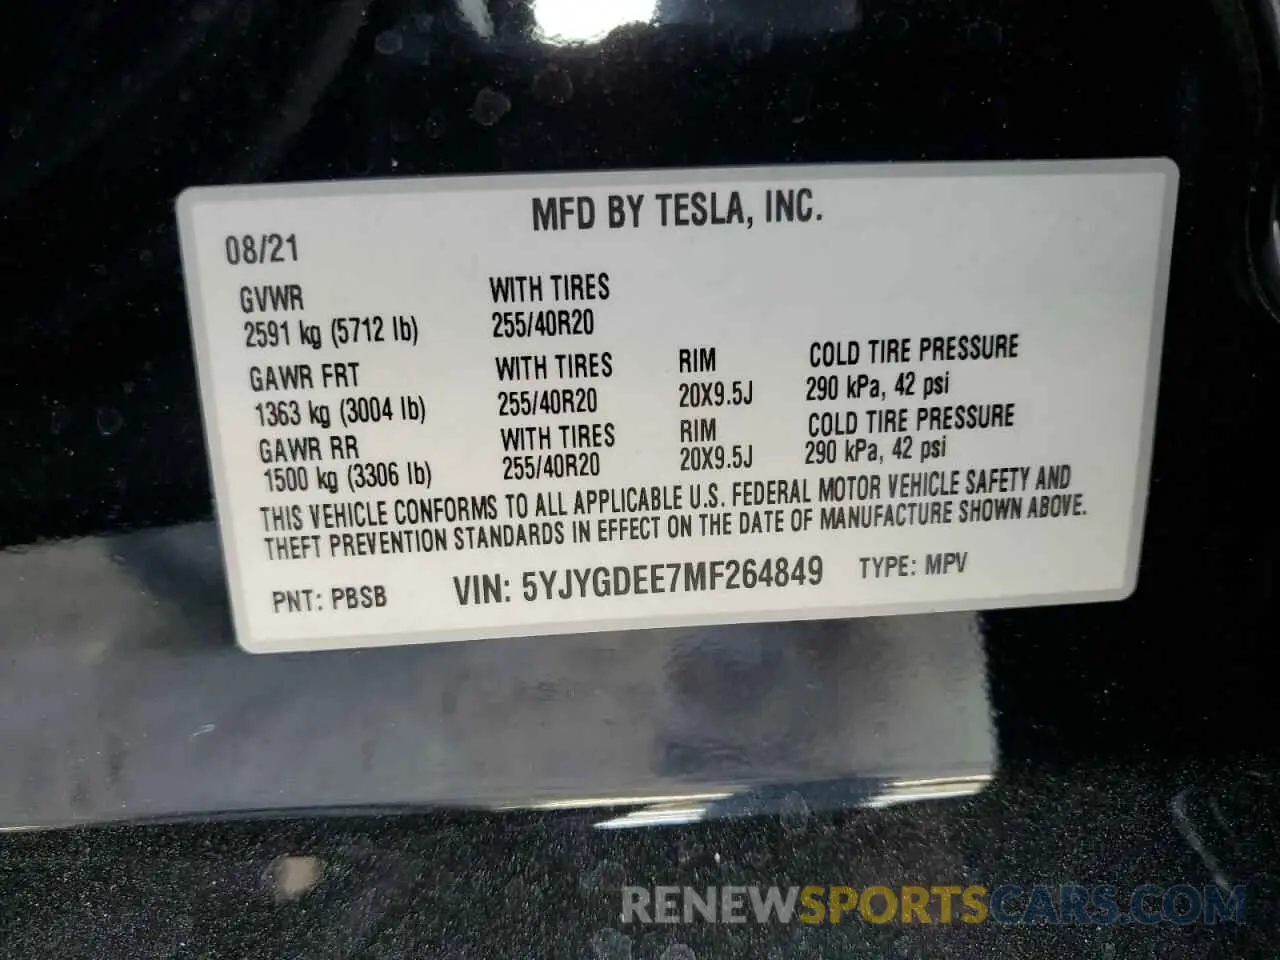 MFD BY TESLA, INC.
08/21
GVWR WITH TIRES
2591 kg (5712 lb) 255/40R20
GAWR FRT WITH TIRES RIM COLD TIRE PRESSURE
1363 kg (3004 lb) 255/40R20 20X9.5J 290 kPa, 42 psi
GAWR RR WITH TIRES RIM COLD TIRE PRESSURE
1500 kg (3306 lb) 255/40R20 20X9.5J 290 kPa, 42 psi
THIS VEHICLE CONFORMS TO ALL APPLICABLE U.S. FEDERAL MOTOR VEHICLE SAFETY AND
THEFT PREVENTION STANDARDS IN EFFECT ON THE DATE OF MANUFACTURE SHOWN ABOVE.
PNT: PBSB VIN: 5YJYGDEE7MF264849 TYPE: MPV
RENEWSPORTSCARS.COM